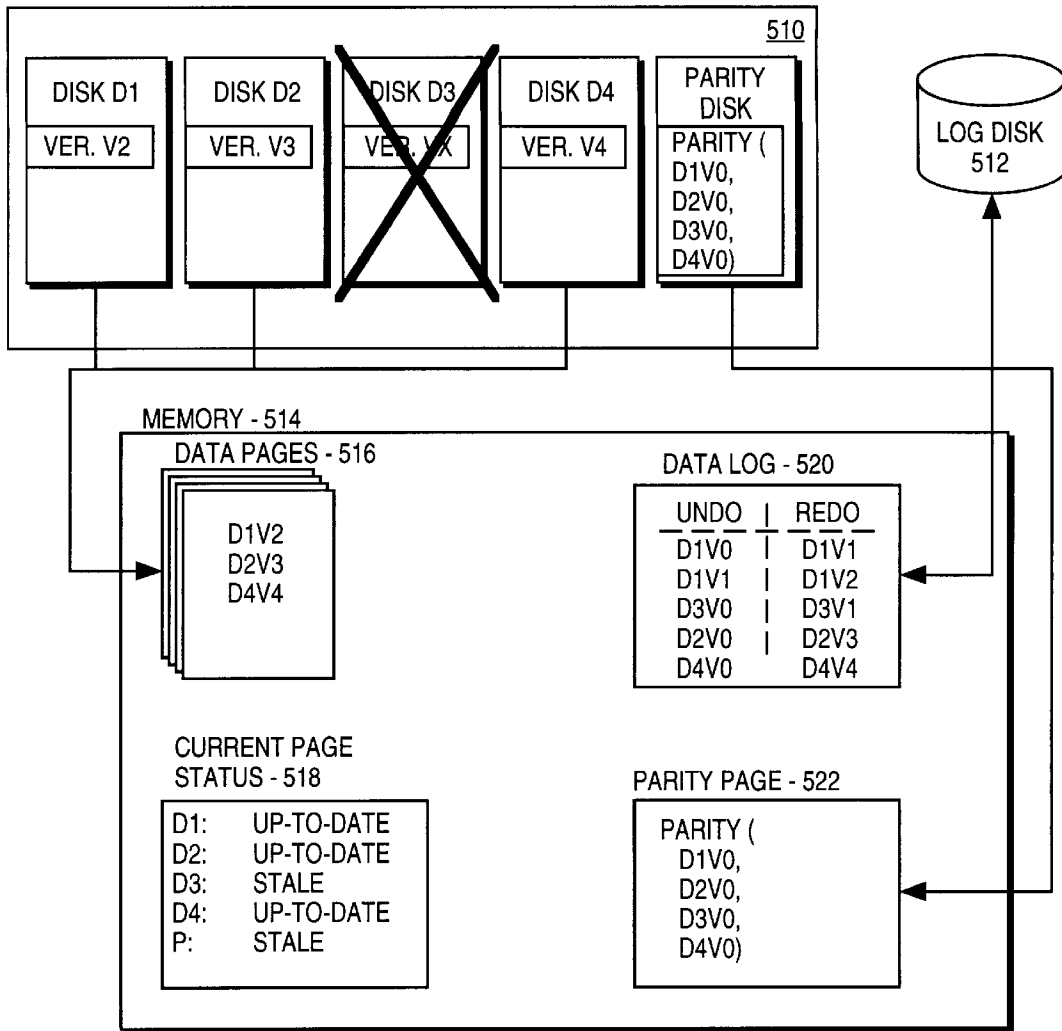 510
DISK D1
VER. V2
DISK D2
VER. V3
DISK D3
VER. VX
DISK D4
VER. V4
PARITY
DISK
PARITY (
D1V0,
D2V0,
D3V0,
D4V0)
LOG DISK
512
MEMORY - 514
DATA PAGES - 516
D1V2
D2V3
D4V4
DATA LOG - 520
UNDO | REDO
D1V0 | D1V1
D1V1 | D1V2
D3V0 | D3V1
D2V0 | D2V3
D4V0 D4V4
CURRENT PAGE
STATUS - 518
D1: UP-TO-DATE
D2: UP-TO-DATE
D3: STALE
D4: UP-TO-DATE
P: STALE
PARITY PAGE - 522
PARITY (
D1V0,
D2V0,
D3V0,
D4V0)